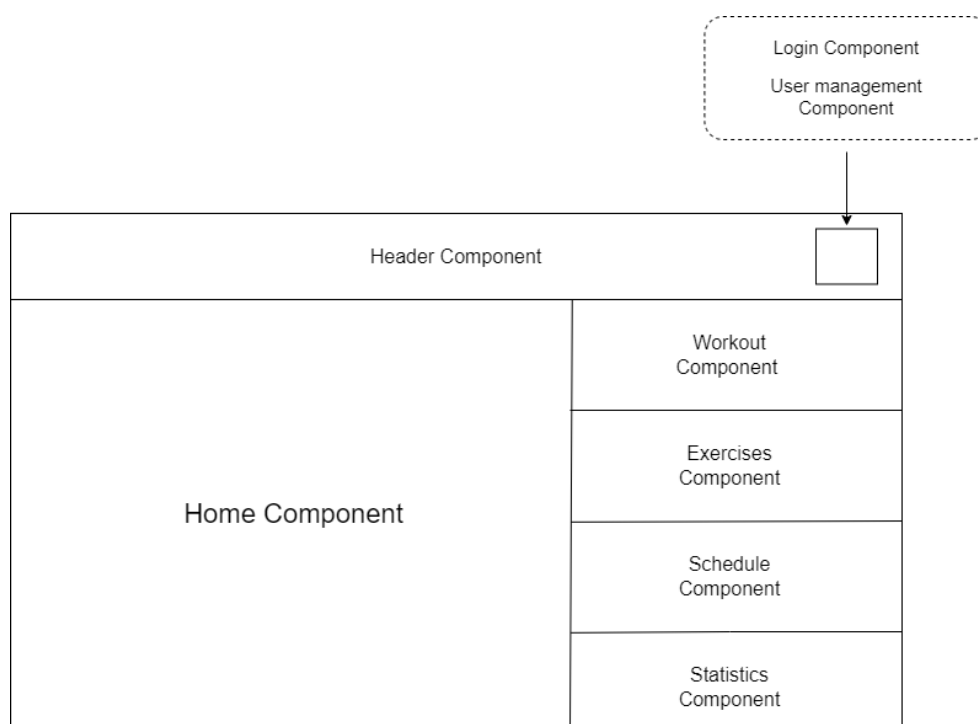 Login Component
User management
Component
Header Component
Workout
Component
Exercises
Component
Home Component
Schedule
Component
Statistics
Component